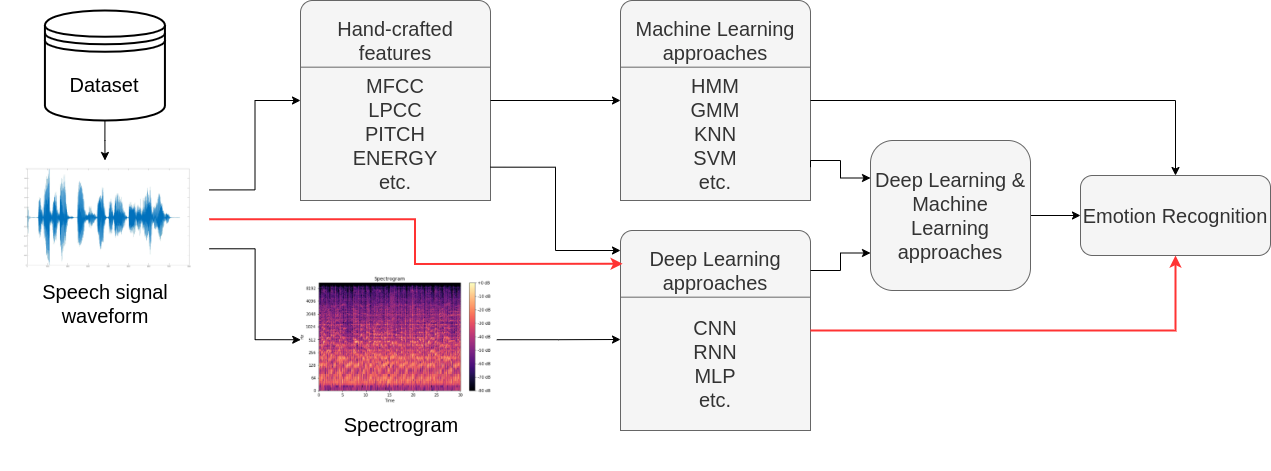 Dataset
Speech signal
waveform
Hand-crafted
features
MFCC
LPCC
PITCH
ENERGY
etc.
Spectrogram
8192
4096
2048
1024
512
256
128
64
0
0
5
10
15
20
25
30
Time
+0 dB
-10 dB
-20 dB
-30 dB
-40 dB
-50 dB
-60 dB
-70 dB
-80 dB
Spectrogram
Machine Learning
approaches
HMM
GMM
KNN
SVM
etc.
Deep Learning
approaches
CNN
RNN
MLP
etc.
Deep Learning &
Machine
Learning
approaches
Emotion Recognition